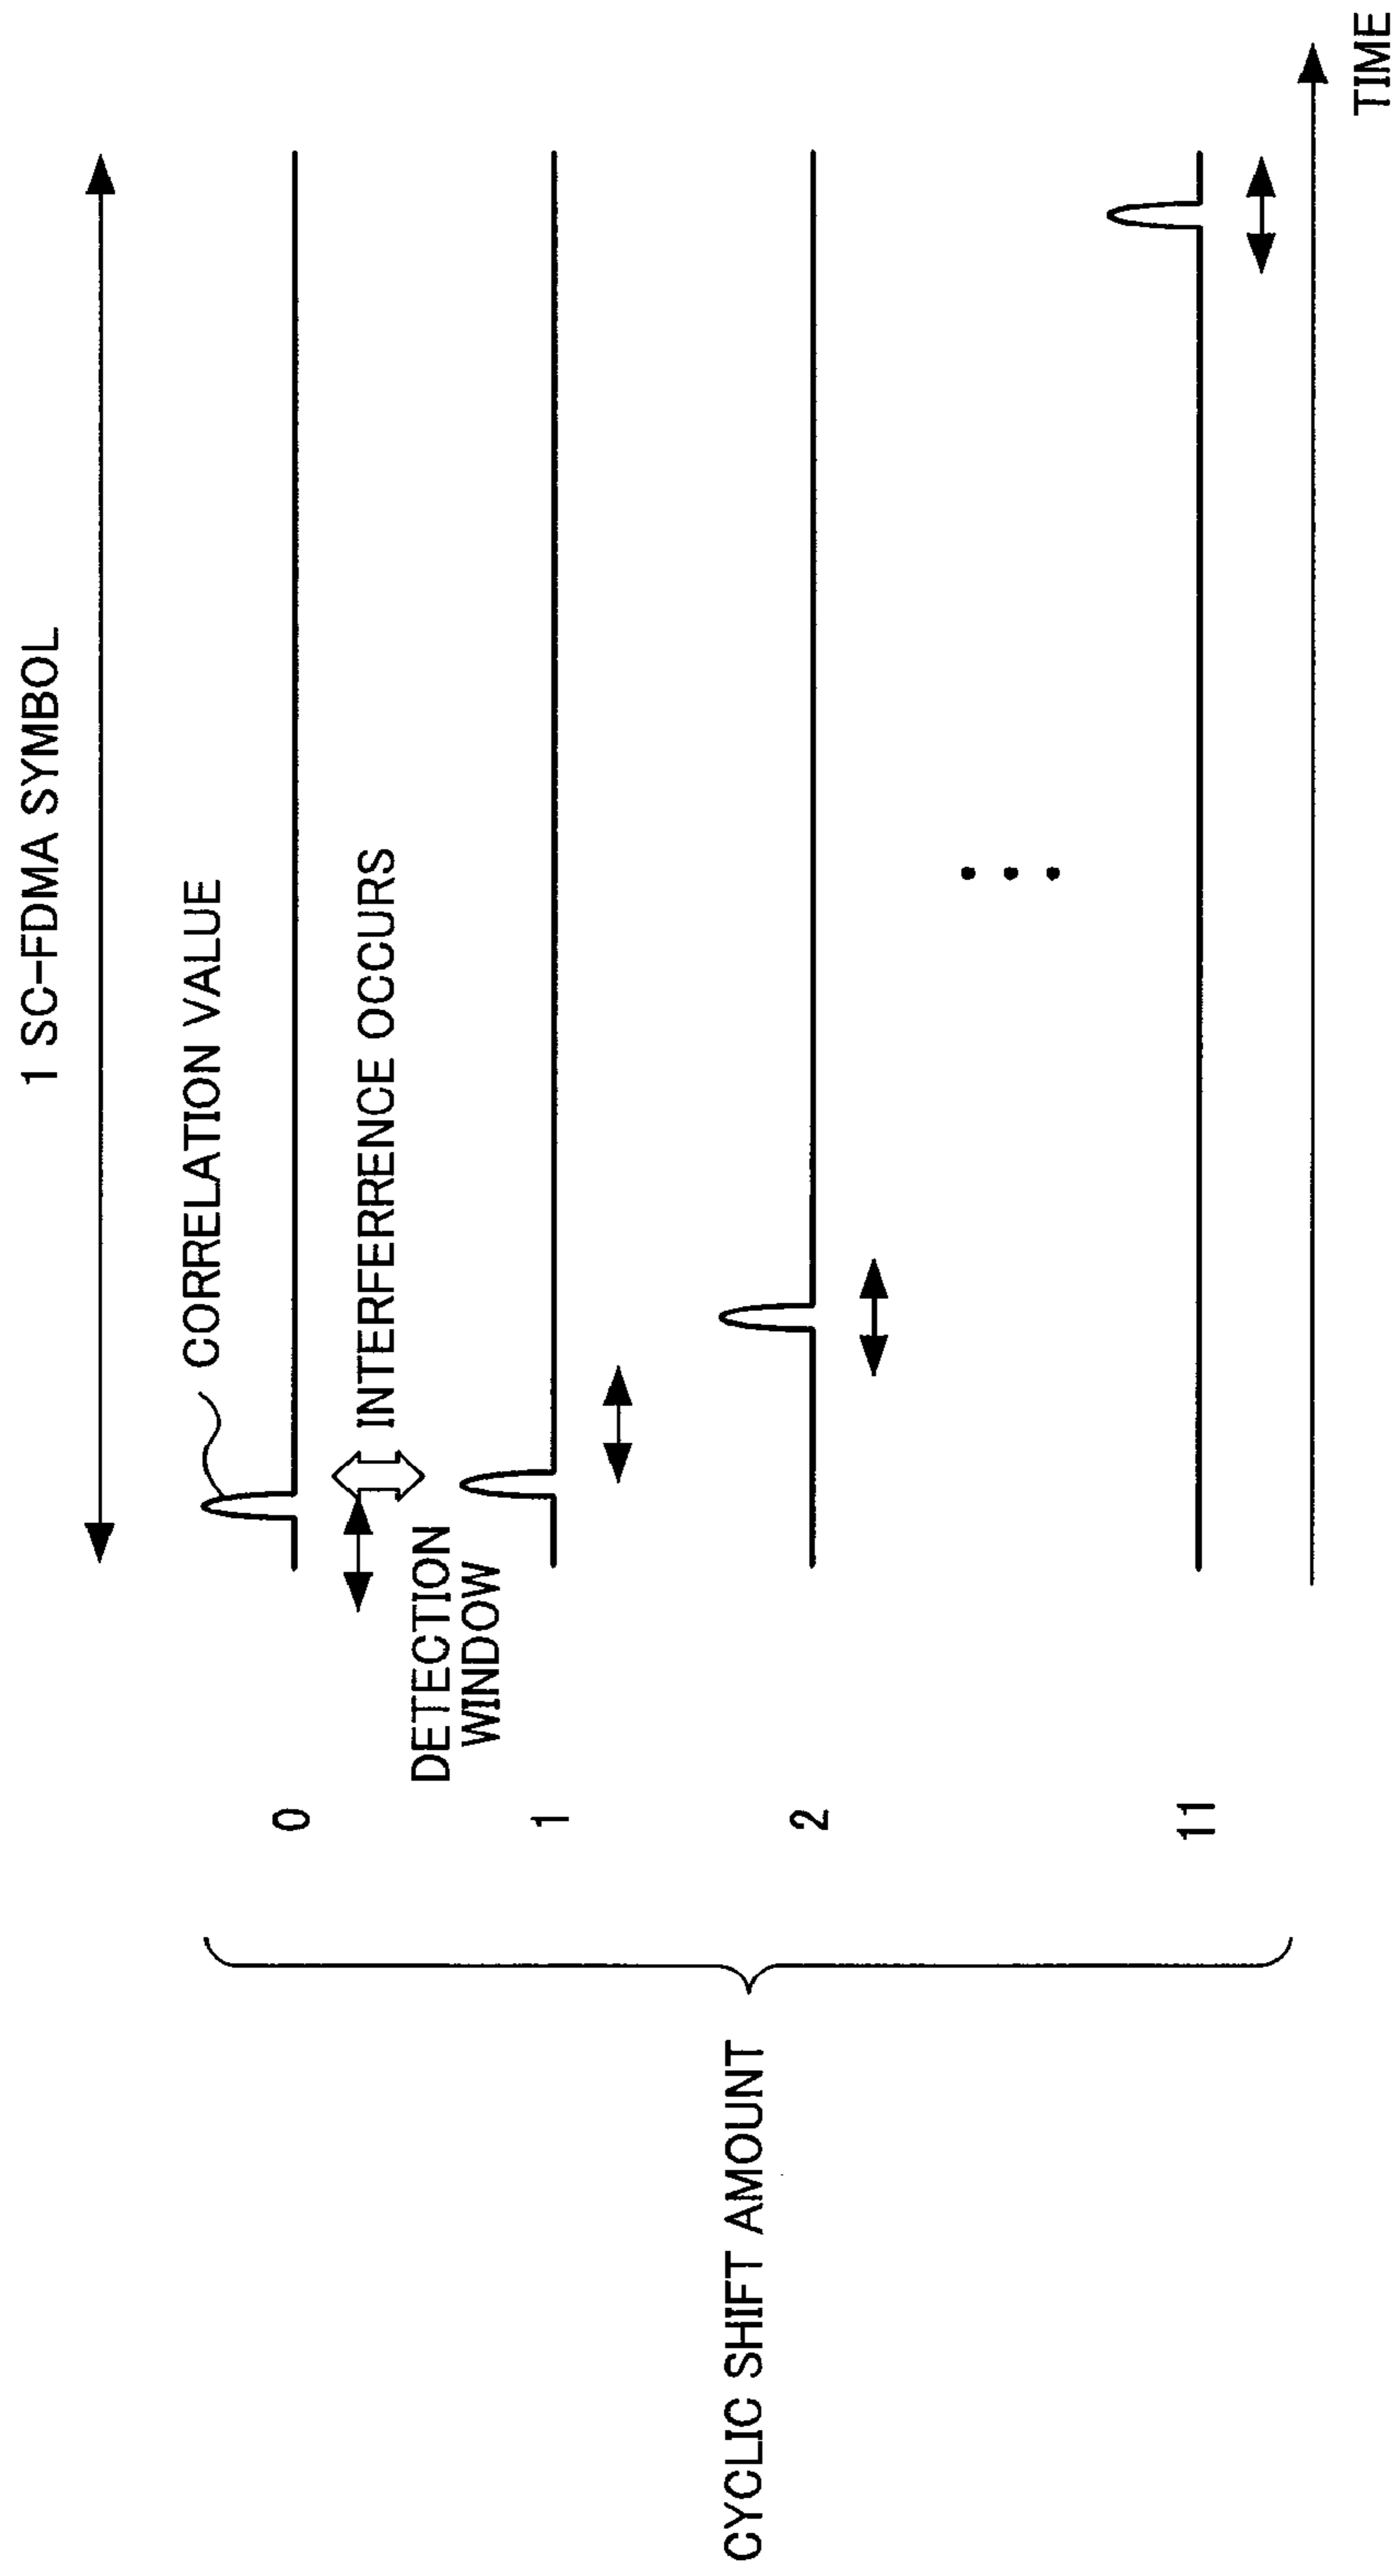 1 SC-FDMA SYMBOL
CORRELATION VALUE
0
INTERFERRENCE OCCURS
DETECTION
WINDOW
1
2
11
CYCLIC SHIFT AMOUNT
TIME